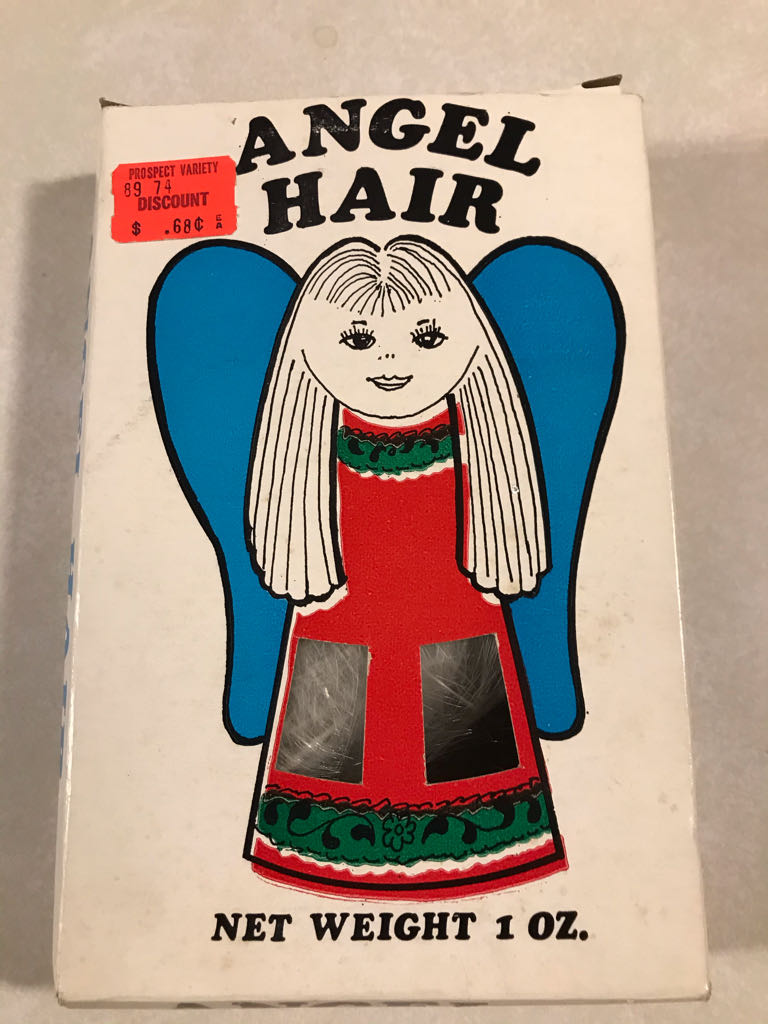 ANGEL
HAIR
PROSPECT VARIETY
89 74
DISCOUNT
$ .68¢ EA
NET WEIGHT 1 OZ.